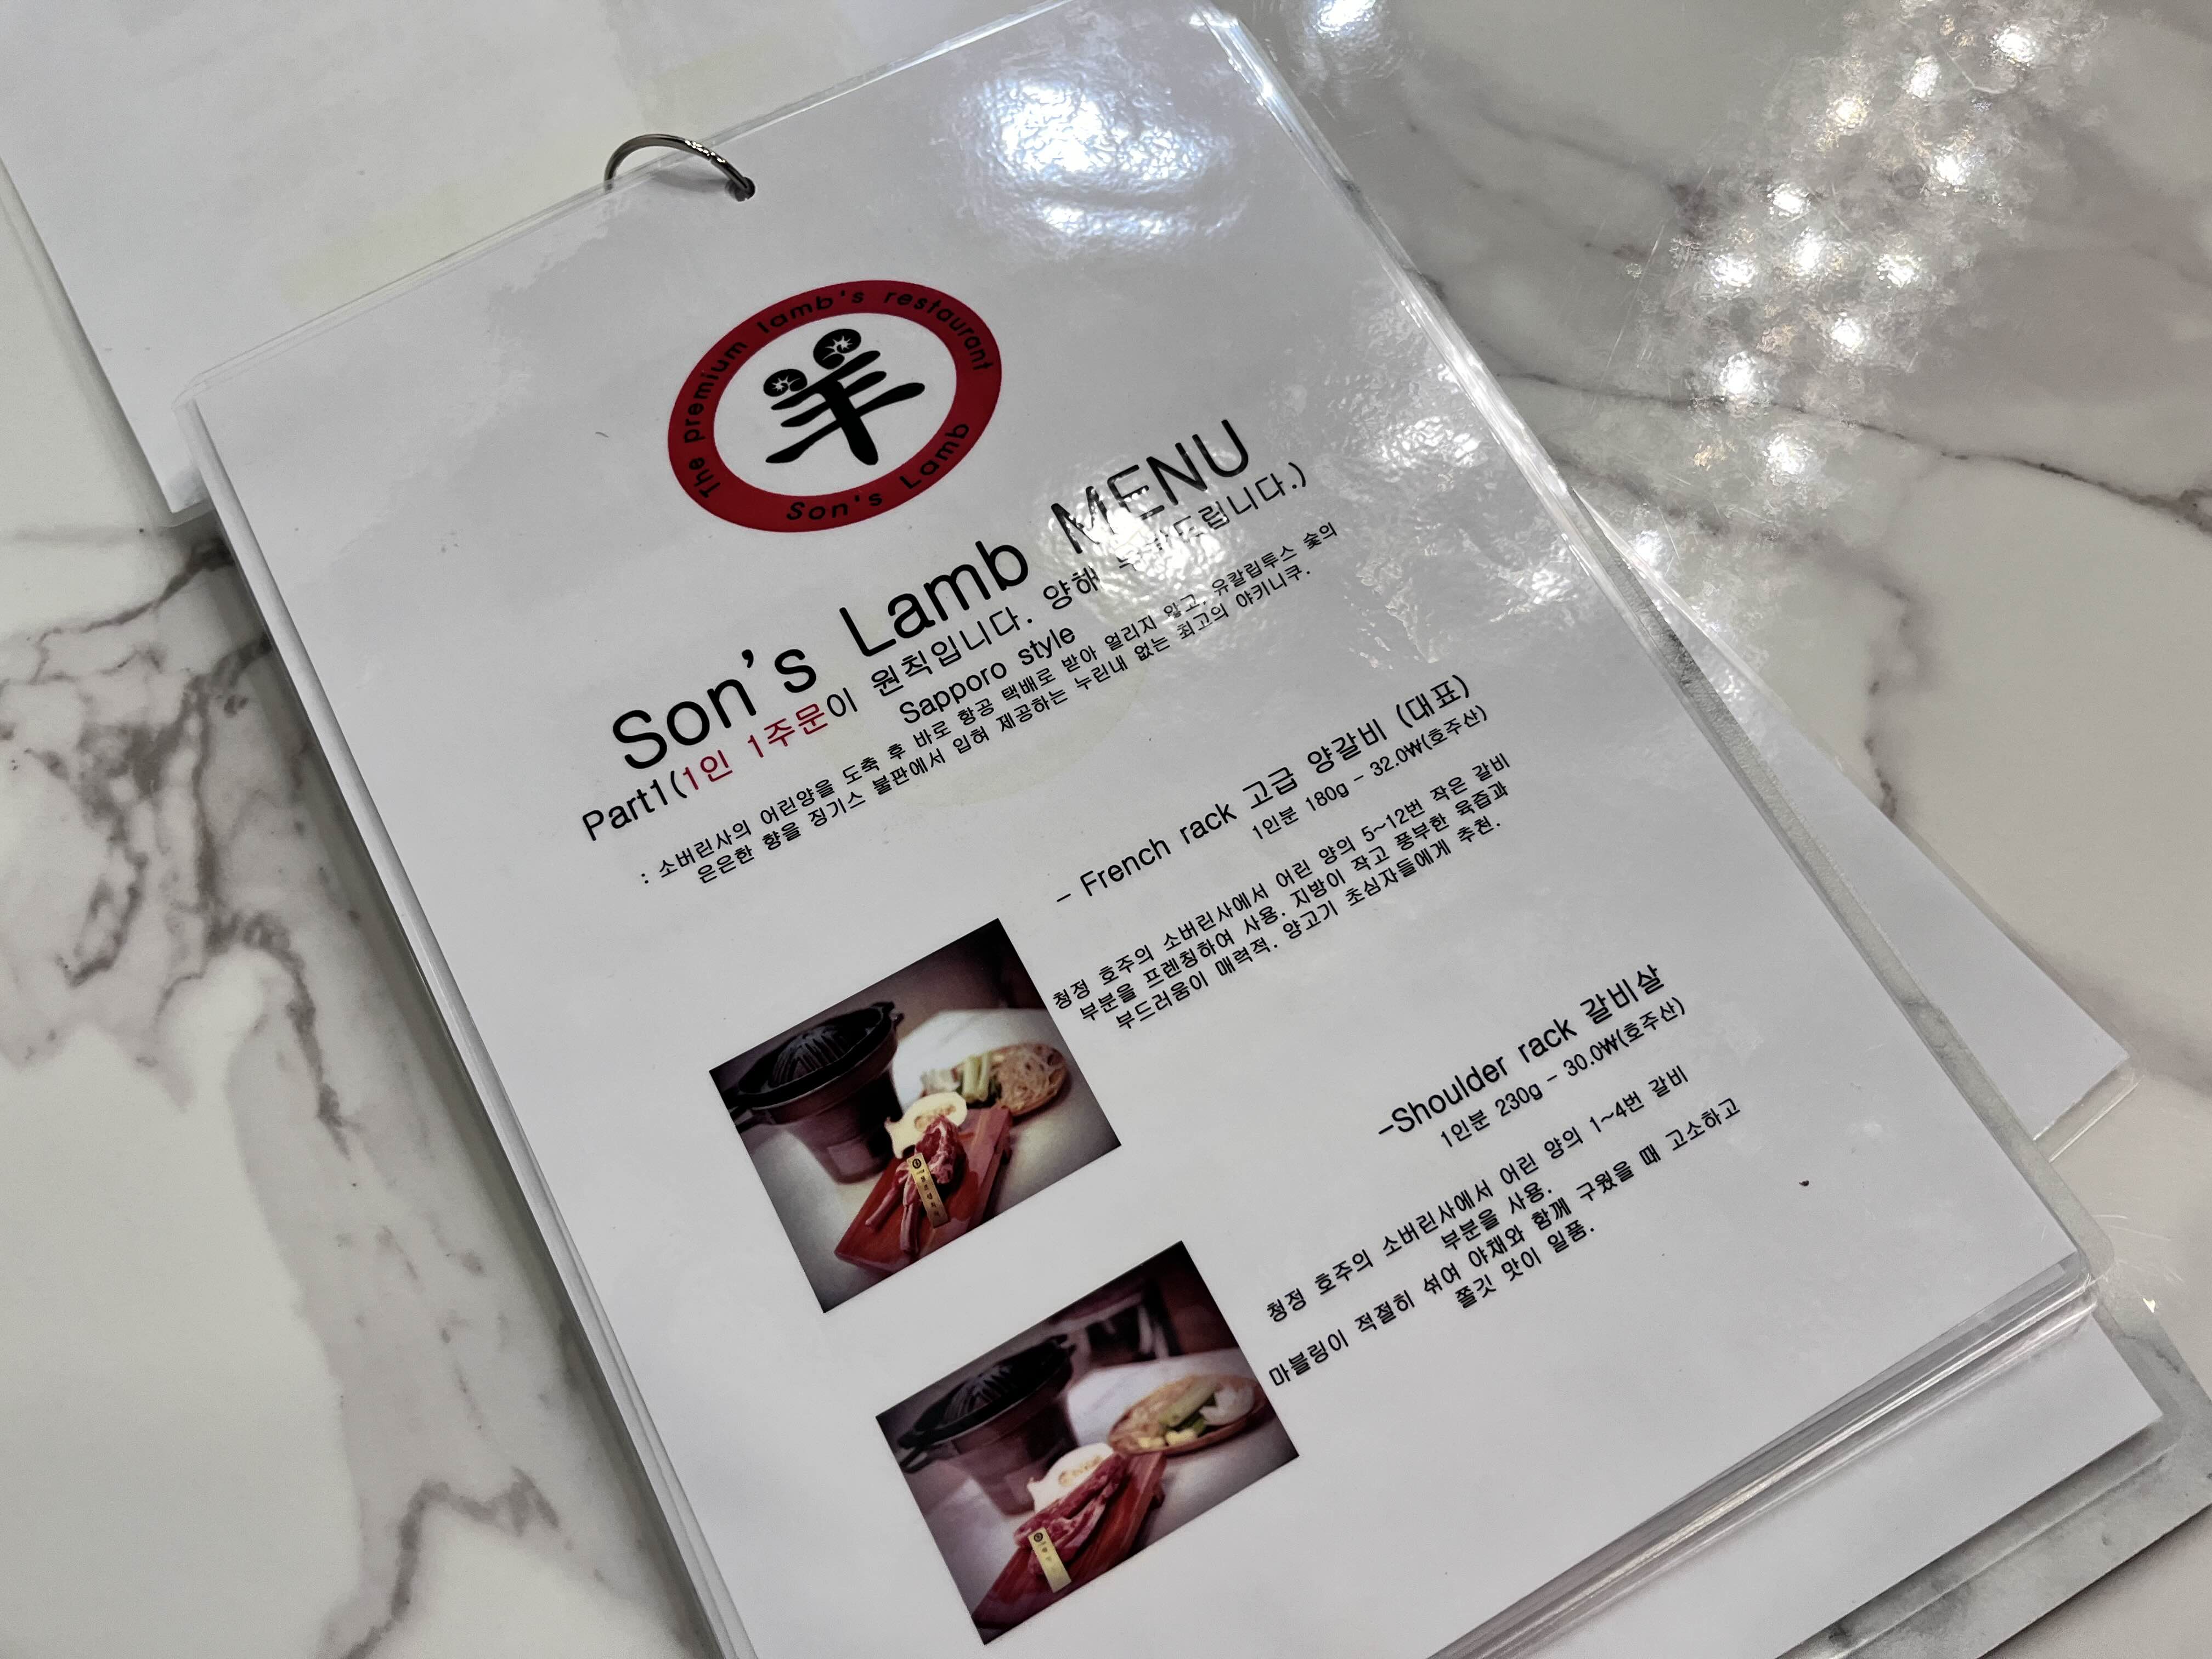 The premium lamb's restaurant
羊
Son's Lamb
Son's Lamb MENU
Part1(1인 1주문이 원칙입니다. 양해 부탁드립니다.)
Sapporo style
: 소버린사의 어린양을 도축 후 바로 항공 택배로 받아 얼리지 않고, 유칼립투스 숯의
은은한 향을 징기스 불판에서 입혀 제공하는 누린내 없는 최고의 야키니쿠.
- French rack 고급 양갈비 (대표)
1인분 180g - 32.0₩(호주산)
청정 호주의 소버린사에서 어린 양의 5~12번 작은 갈비
부분을 프렌칭하여 사용. 지방이 작고 풍부한 육즙과
부드러움이 매력적. 양고기 초심자들에게 추천.
-Shoulder rack 갈비살
1인분 230g - 30.0₩(호주산)
청정 호주의 소버린사에서 어린 양의 1~4번 갈비
부분을 사용.
마블링이 적절히 섞여 야채와 함께 구웠을 때 고소하고
쫄깃 맛이 일품.